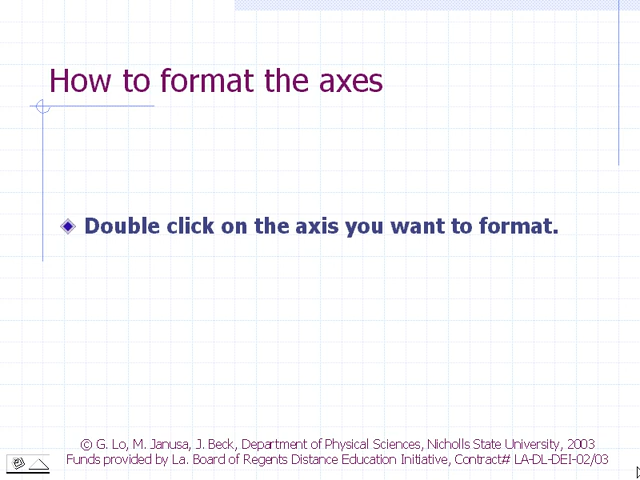 How to format the axes
Double click on the axis you want to format.
© G. Lo, M. Janusa, J. Beck, Department of Physical Sciences, Nicholls State University, 2003
Funds provided by La. Board of Regents Distance Education Initiative, Contract# LA-DL-DEI-02/03